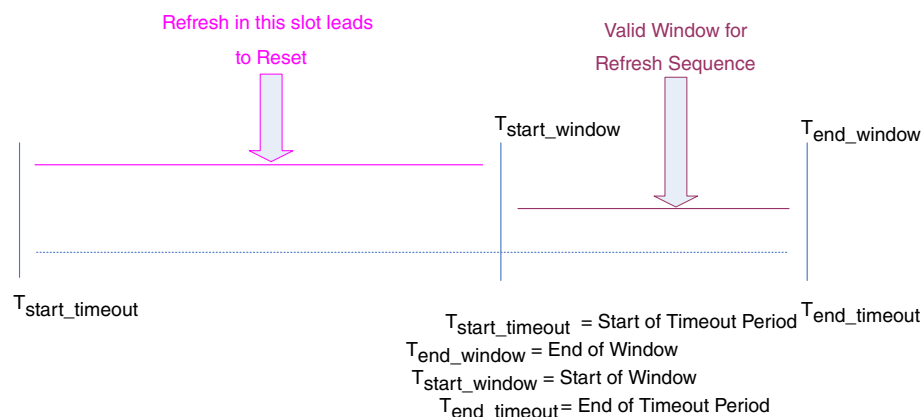 Refresh in this slot leads
to Reset
Valid Window for
Refresh Sequence
Tstart_window
Tend_window
Tstart_timeout
Tend_timeout
Tstart_timeout = Start of Timeout Period
Tend_window = End of Window
Tstart_window = Start of Window
Tend_timeout = End of Timeout Period